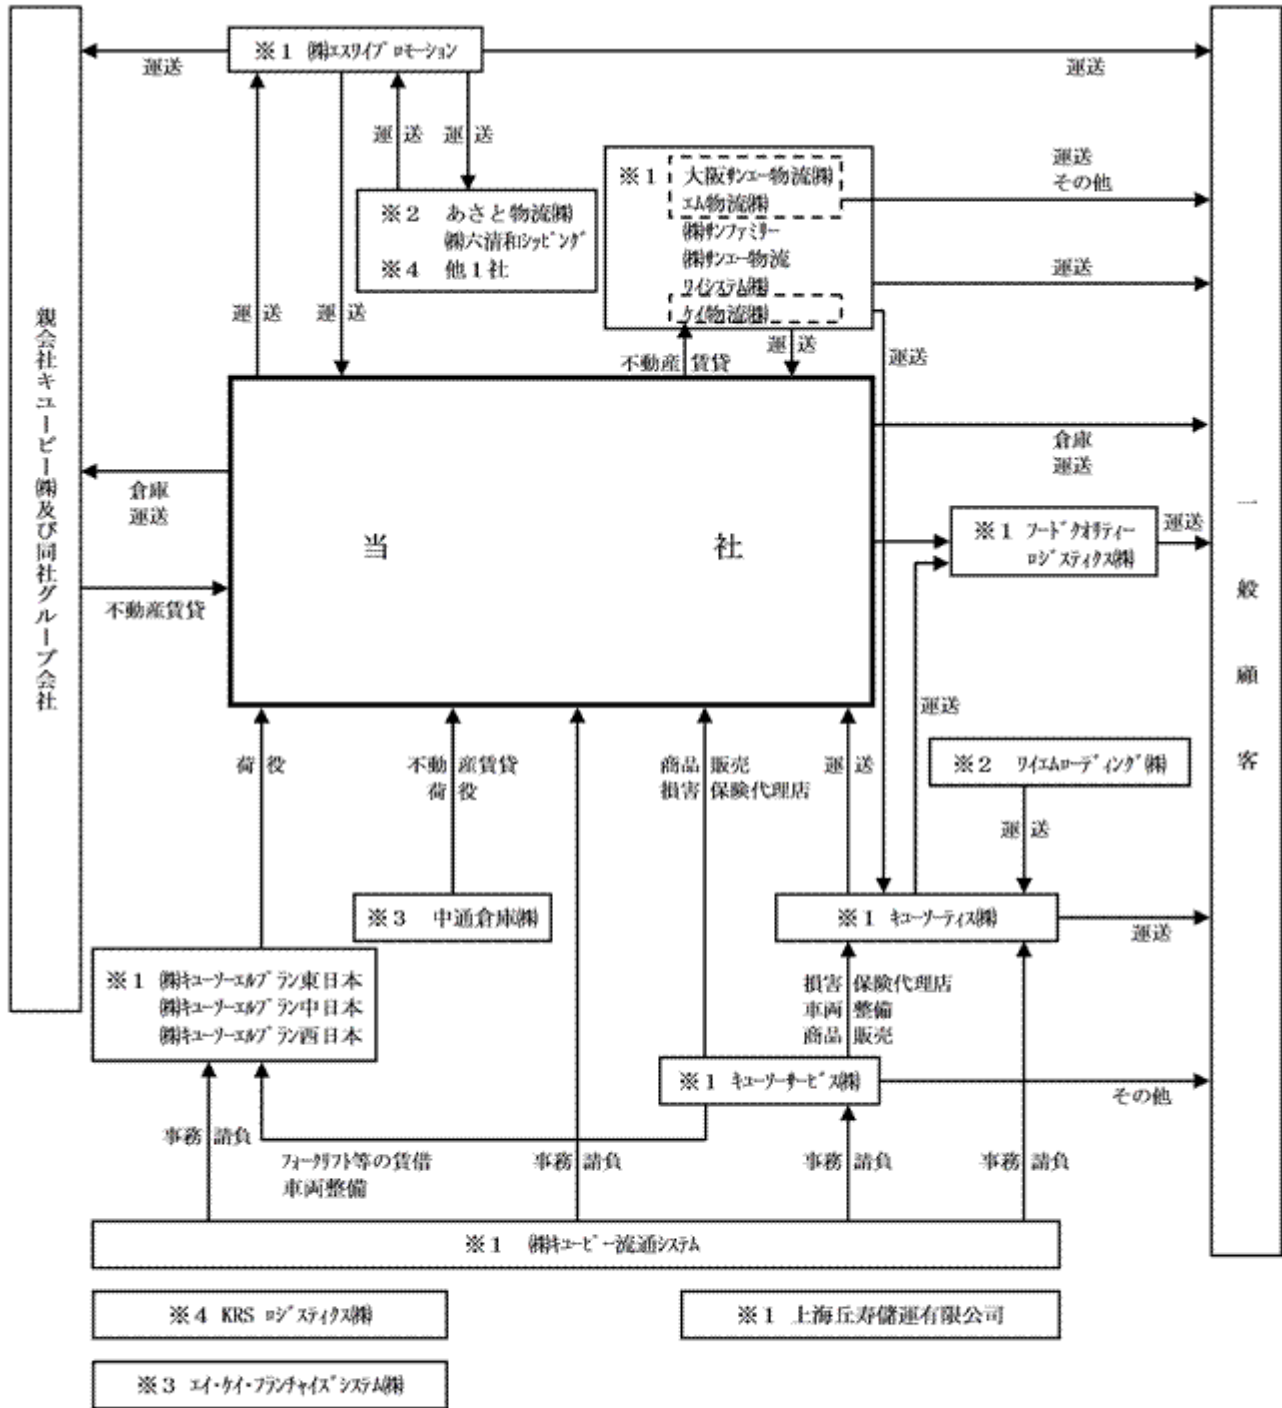 ※1 ㈱エスワイプロモーション
運送
運送
運送
運送
※2 あさと物流㈱
㈱六清和シッピング
※4 他1社
※1 大阪サンエー物流㈱
エム物流㈱
㈱サンファミリー
㈱サンエー物流
ワイシステム㈱
ケイ物流㈱
運送
その他
運送
運送
運送
不動産賃貸
運送
運送
親会社キユーピー㈱及び同社グループ会社
一般顧客
倉庫
運送
倉庫
運送
当社
※1 フードクオリティー
ロジスティクス㈱
運送
不動産賃貸
運送
荷役
不動産賃貸
荷役
商品販売
損害保険代理店
運送
※2 ワイエムローディング㈱
運送
※3 中通倉庫㈱
※1 キユーソーティス㈱
運送
※1 ㈱キユーソーエルプラン東日本
㈱キユーソーエルプラン中日本
㈱キユーソーエルプラン西日本
損害保険代理店
車両整備
商品販売
※1 キユーソーサービス㈱
その他
事務請負
フォークリフト等の賃借
車両整備
事務請負
事務請負
事務請負
※1 ㈱キユーピー流通システム
※4 KRS ロジスティクス㈱
※1 上海丘寿儲運有限公司
※3 エイ・ケイ・フランチャイズシステム㈱